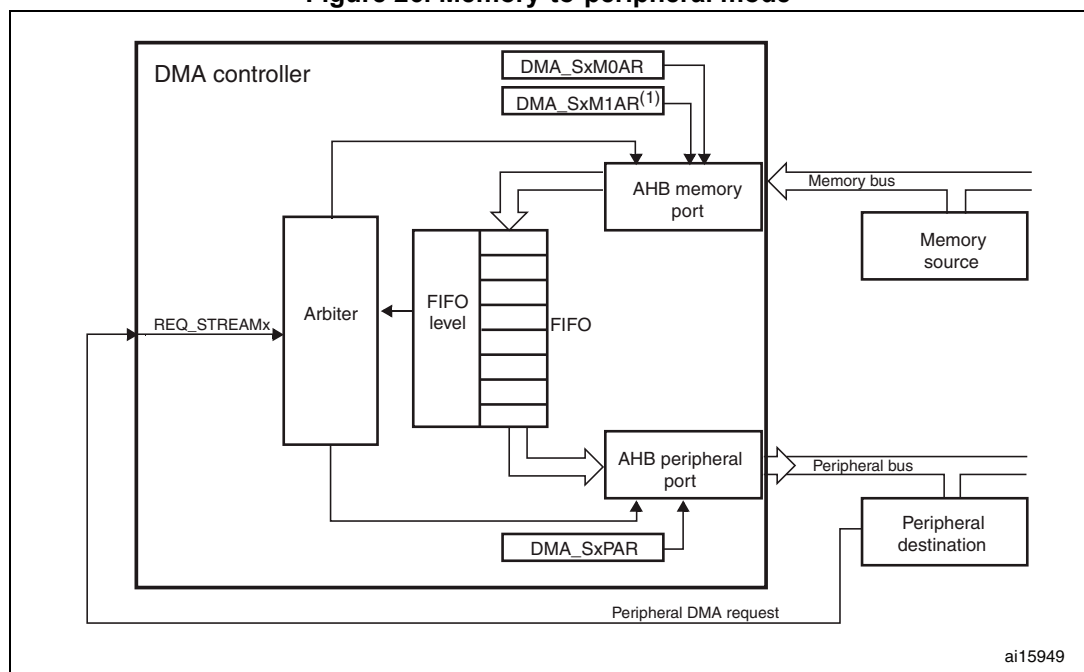 Figure 26. Memory-to-peripheral mode
DMA controller
DMA_SxM0AR
DMA_SxM1AR(1)
AHB memory
port
Memory bus
Memory
source
REQ_STREAMx
Arbiter
FIFO
level
FIFO
AHB peripheral
port
Peripheral bus
DMA_SxPAR
Peripheral
destination
Peripheral DMA request
ai15949